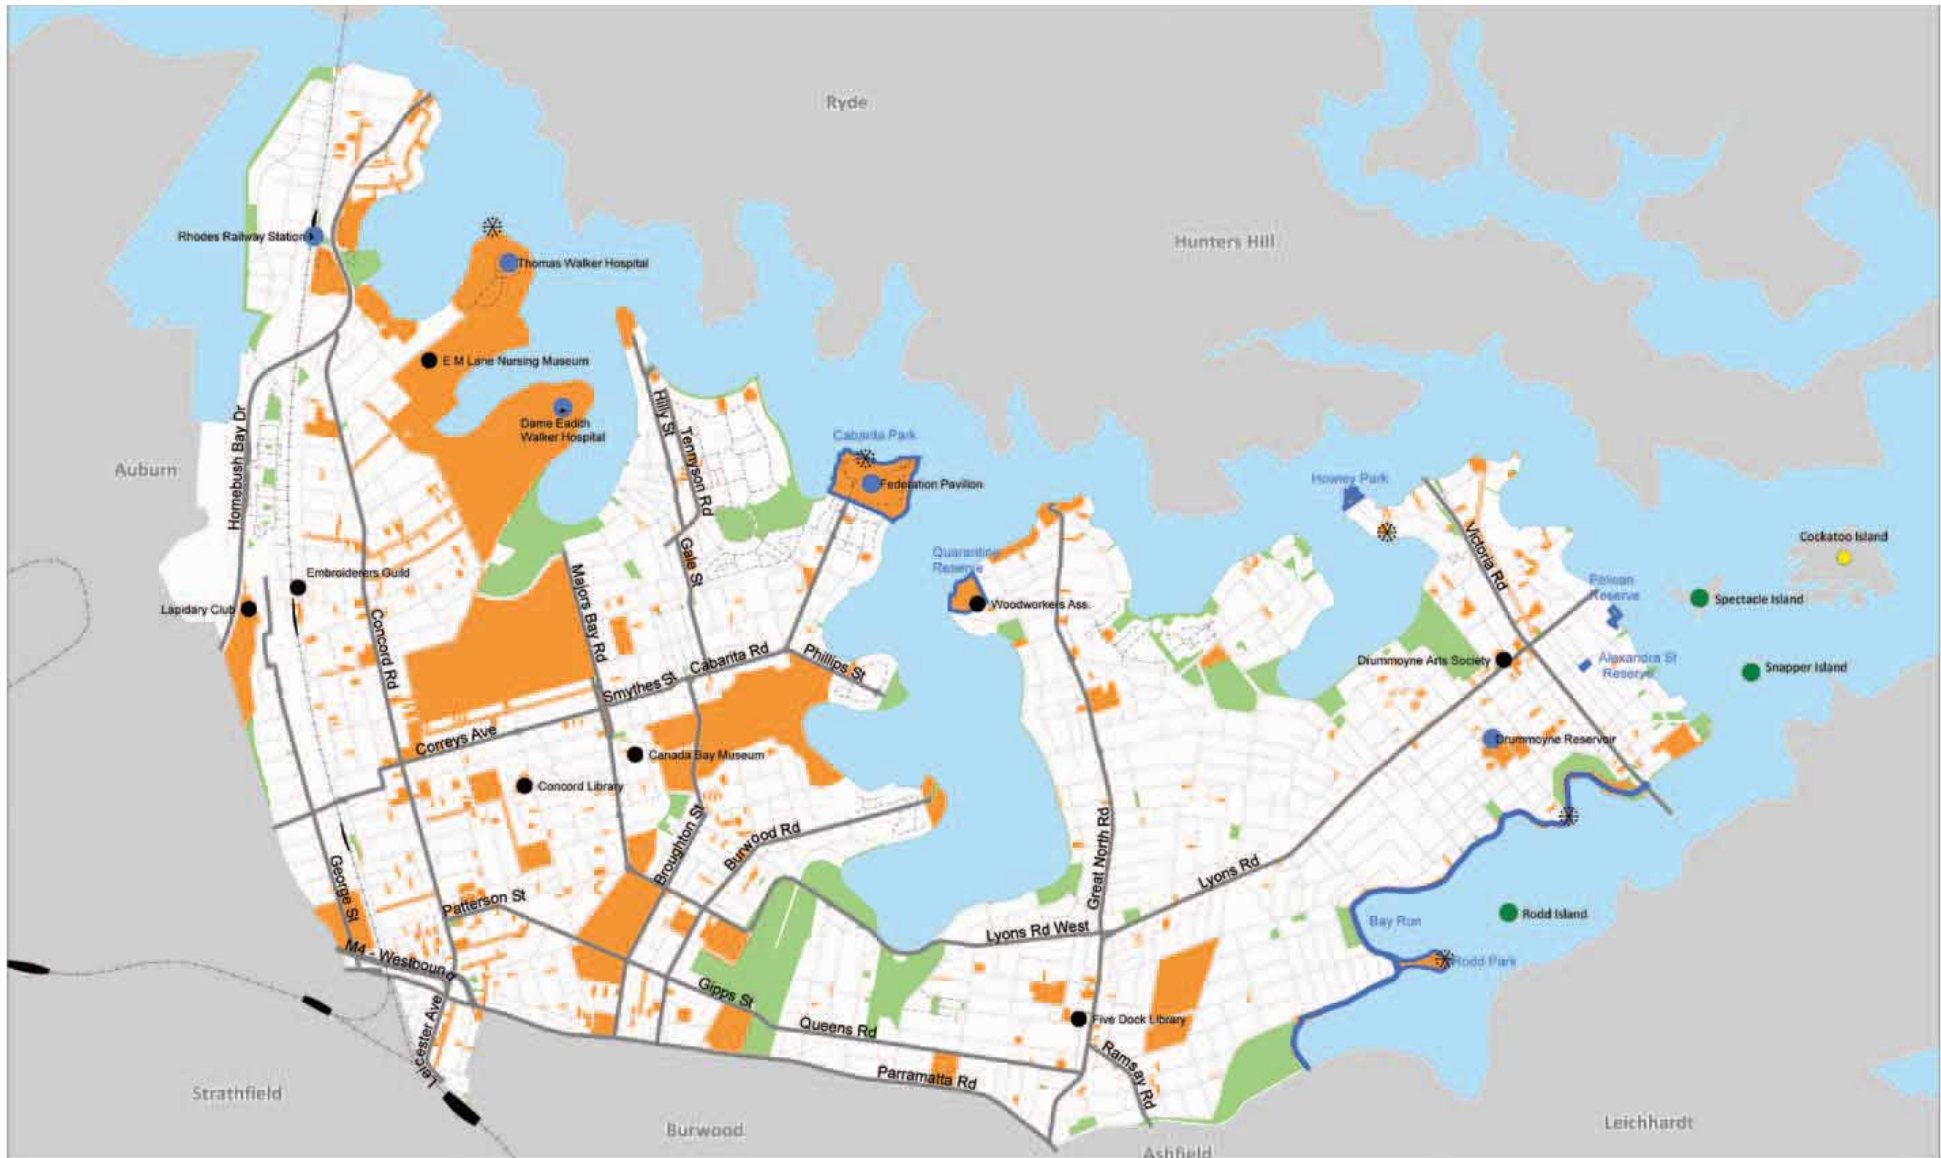 Ryde
Rhodes Railway Station
Thomas Walker Hospital
Hunters Hill
E M Lane Nursing Museum
Dame Eadith
Walker Hospital
Hilly St
Tennyson Rd
Cabarita Park
Federation Pavilion
Homebush Bay Dr
Auburn
Howley Park
Victoria Rd
Cockatoo Island
Gale St
Quarantine
Reserve
Woodworkers Ass.
Pelican
Reserve
Spectacle Island
Embroiderers Guild
Lapidary Club
Majors Bay Rd
Concord Rd
Smythes St
Cabarita Rd
Phillips St
Drummoyne Arts Society
Alexandra St
Reserve
Snapper Island
Correys Ave
Canada Bay Museum
Drummoyne Reservoir
Concord Library
Broughton St
Burwood Rd
Great North Rd
Lyons Rd
George St
Patterson St
Lyons Rd West
Bay Run
Rodd Island
Rodd Park
M4 - Westbound
Gipps St
Queens Rd
Five Dock Library
Leicester Ave
Ramsay Rd
Parramatta Rd
Strathfield
Burwood
Leichhardt
Ashfield